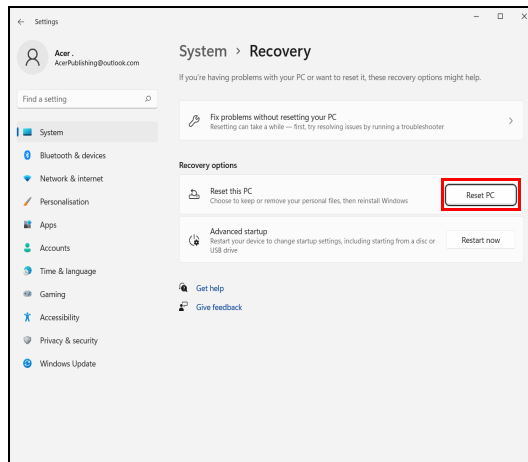 Settings
Acer .
AcerPublishing@outlook.com
Find a setting
System
Bluetooth & devices
Network & internet
Personalisation
Apps
Accounts
Time & language
Gaming
Accessibility
Privacy & security
Windows Update
System > Recovery
If you're having problems with your PC or want to reset it, these recovery options might help.
Fix problems without resetting your PC
Resetting can take a while — first, try resolving issues by running a troubleshooter
Recovery options
Reset this PC
Choose to keep or remove your personal files, then reinstall Windows
Reset PC
Advanced startup
Restart your device to change startup settings, including starting from a disc or
USB drive
Restart now
Get help
Give feedback